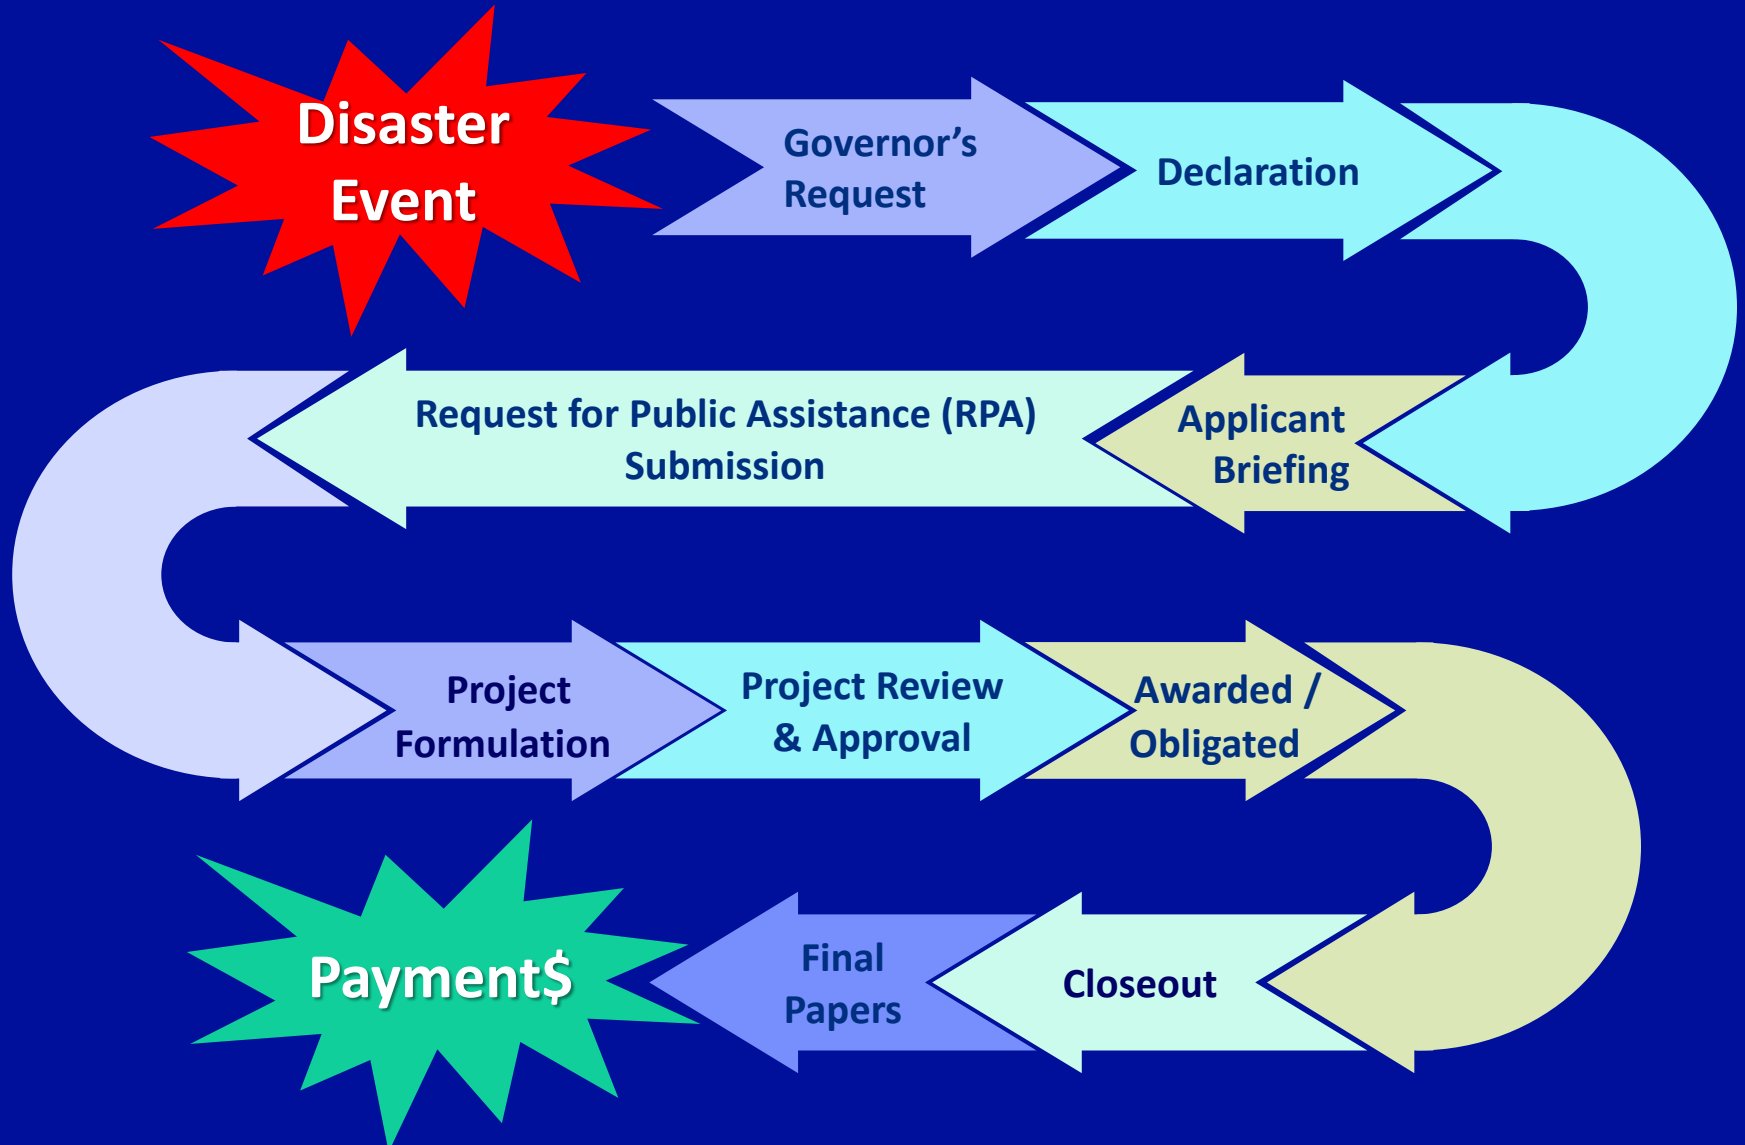 Disaster
Event
Governor’s
Request
Declaration
Applicant
Briefing
Request for Public Assistance (RPA)
Submission
Project
Formulation
Project Review
& Approval
Awarded /
Obligated
Closeout
Final
Papers
Payment$